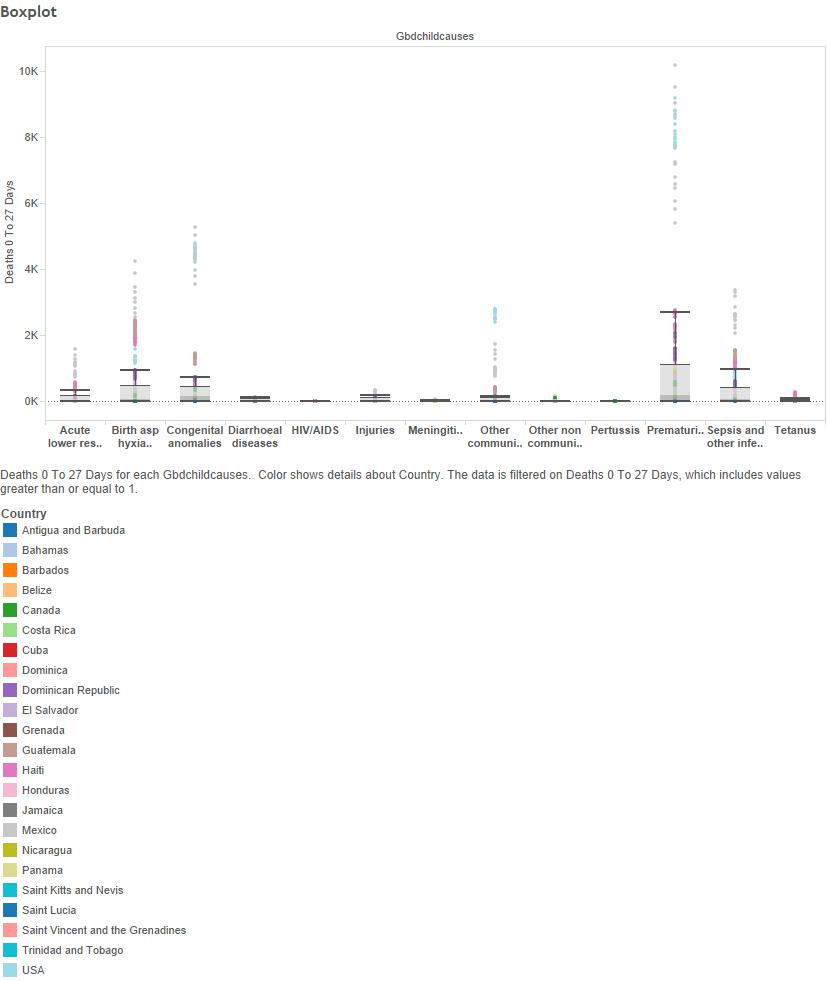 Boxplot
Gbdchildcauses
10K
8K
6K
4K
2K
0K
Deaths 0 To 27 Days
Acute lower res..
Birth asp hyxia..
Congenital anomalies
Diarrhoeal diseases
HIV/AIDS
Injuries
Meningiti..
Other communi..
Other non communi..
Pertussis
Prematuri..
Sepsis and other infe..
Tetanus
Deaths 0 To 27 Days for each Gbdchildcauses.  Color shows details about Country. The data is filtered on Deaths 0 To 27 Days, which includes values
greater than or equal to 1.
Country
Antigua and Barbuda
Bahamas
Barbados
Belize
Canada
Costa Rica
Cuba
Dominica
Dominican Republic
El Salvador
Grenada
Guatemala
Haiti
Honduras
Jamaica
Mexico
Nicaragua
Panama
Saint Kitts and Nevis
Saint Lucia
Saint Vincent and the Grenadines
Trinidad and Tobago
USA